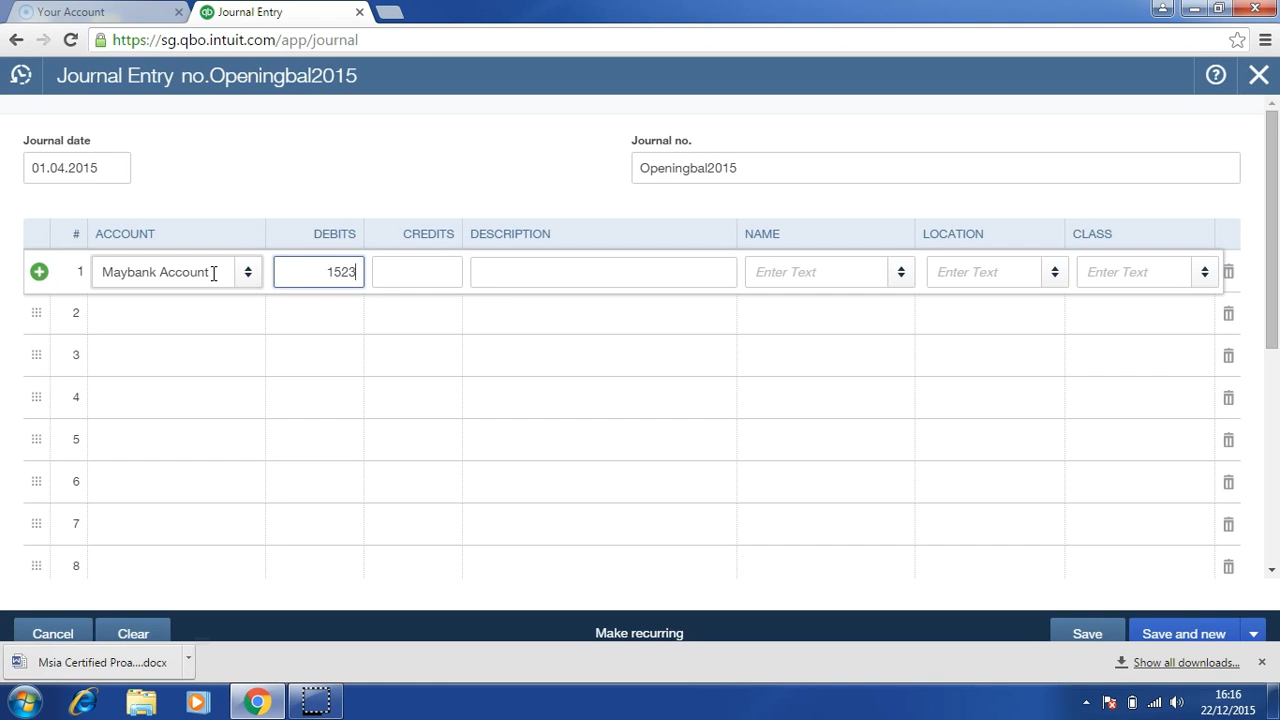 Your Account
Journal Entry
https://sg.qbo.intuit.com/app/journal
Journal Entry no.Openingbal2015
Journal date
Journal no.
01.04.2015
Openingbal2015
# ACCOUNT DEBITS CREDITS DESCRIPTION NAME LOCATION CLASS
1 Maybank Account 1523 Enter Text Enter Text Enter Text
2
3
4
5
6
7
8
Cancel Clear Make recurring Save Save and new
Msia Certified Proa....docx
Show all downloads...
16:16
22/12/2015